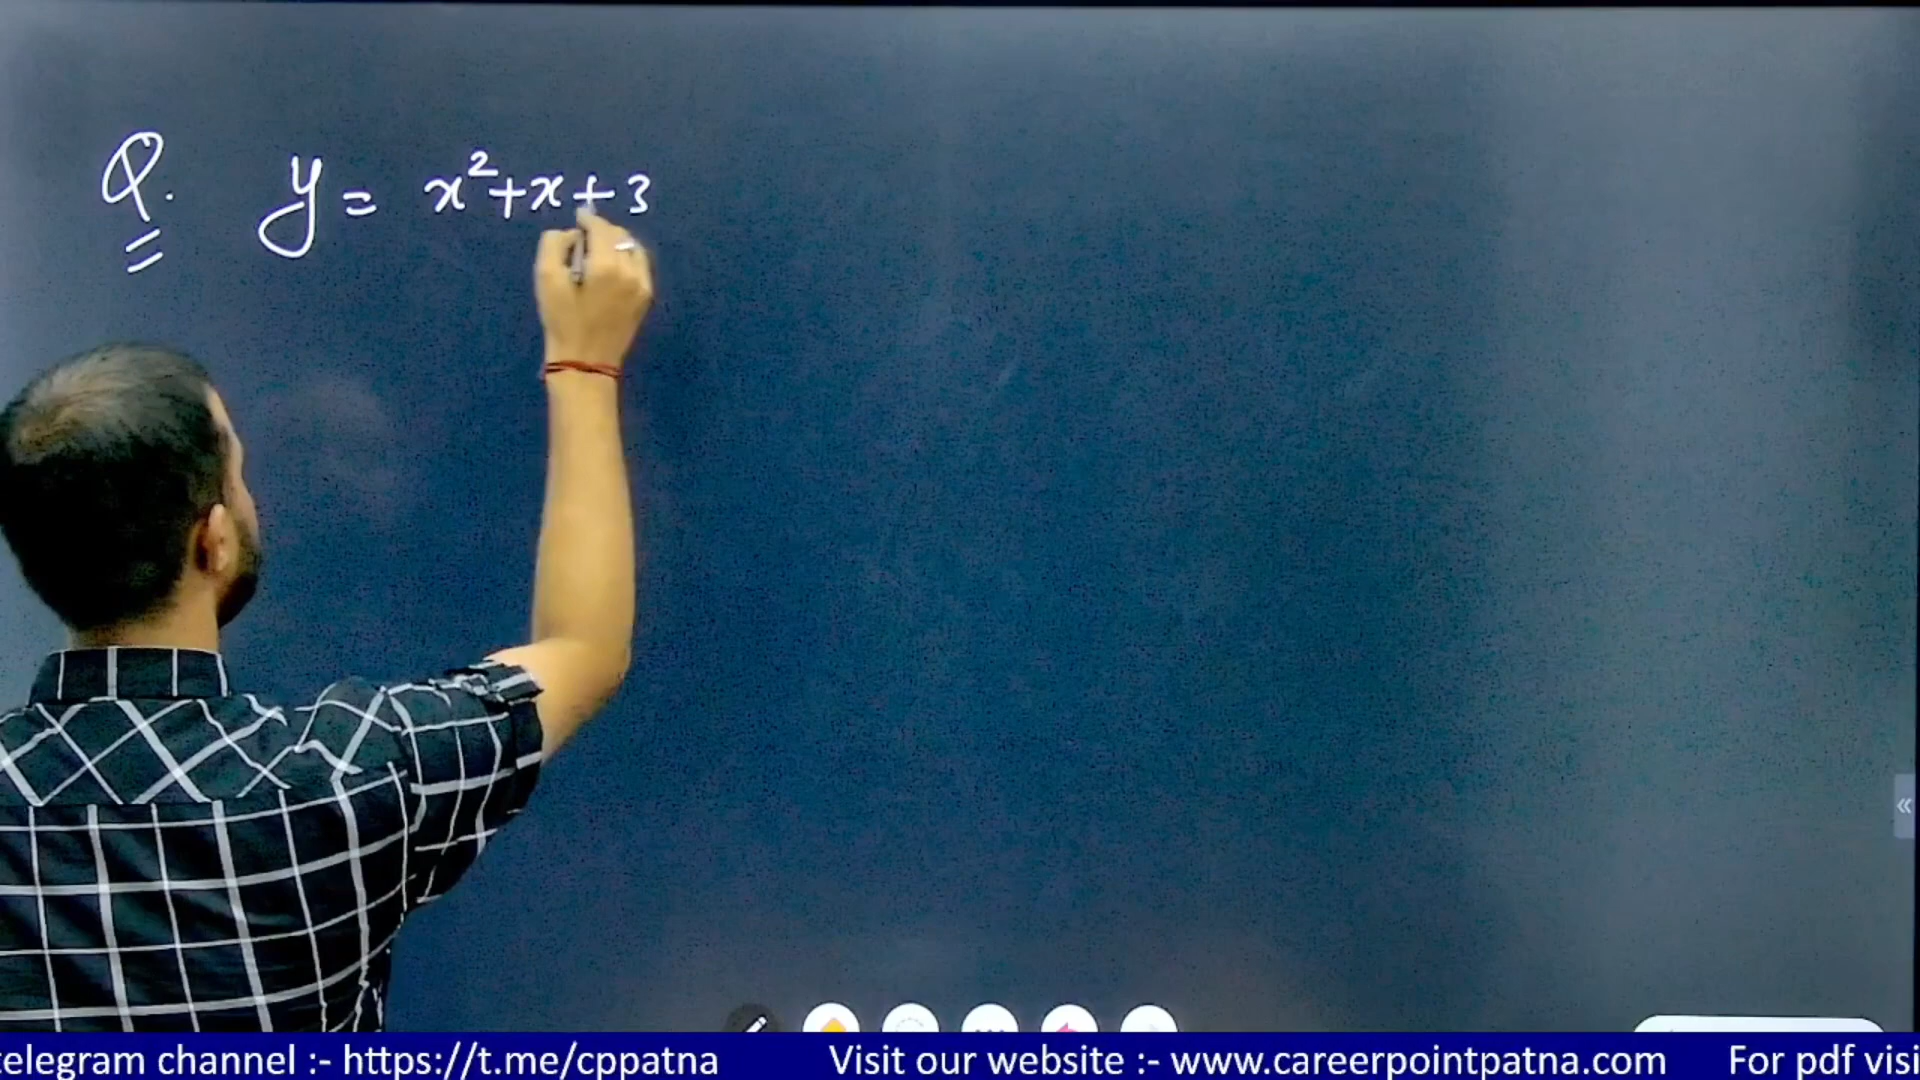 Q. y = x²+x+3
«
telegram channel :- https://t.me/cppatna Visit our website :- www.careerpointpatna.com For pdf visi